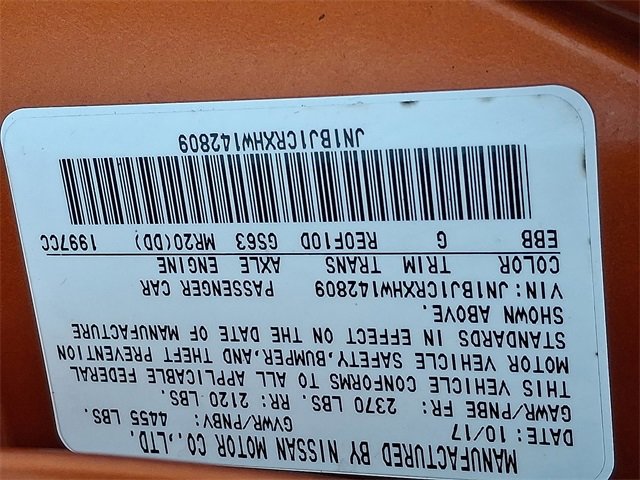 MANUFACTURED BY NISSAN MOTOR CO.,LTD.
DATE: 10/17 GVWR/PNBV: 4455 LBS.
GAWR/PNBE FR: 2370 LBS. RR: 2120 LBS.
THIS VEHICLE CONFORMS TO ALL APPLICABLE FEDERAL
MOTOR VEHICLE SAFETY,BUMPER,AND THEFT PREVENTION
STANDARDS IN EFFECT ON THE DATE OF MANUFACTURE
SHOWN ABOVE.
VIN: JN1BJ1CRXHW142809 PASSENGER CAR
COLOR TRIM TRANS AXLE ENGINE
EBB G RE0F10D GS63 MR20(DD) 1997CC
JN1BJ1CRXHW142809